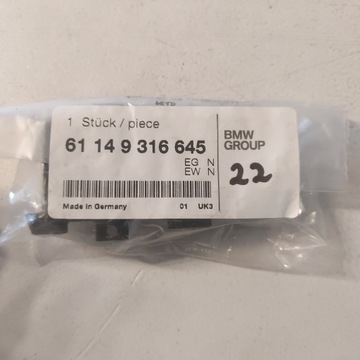 1 Stück / piece
61 14 9 316 645
EG N
EW N
BMW
GROUP
22
Made in Germany 01 UK3